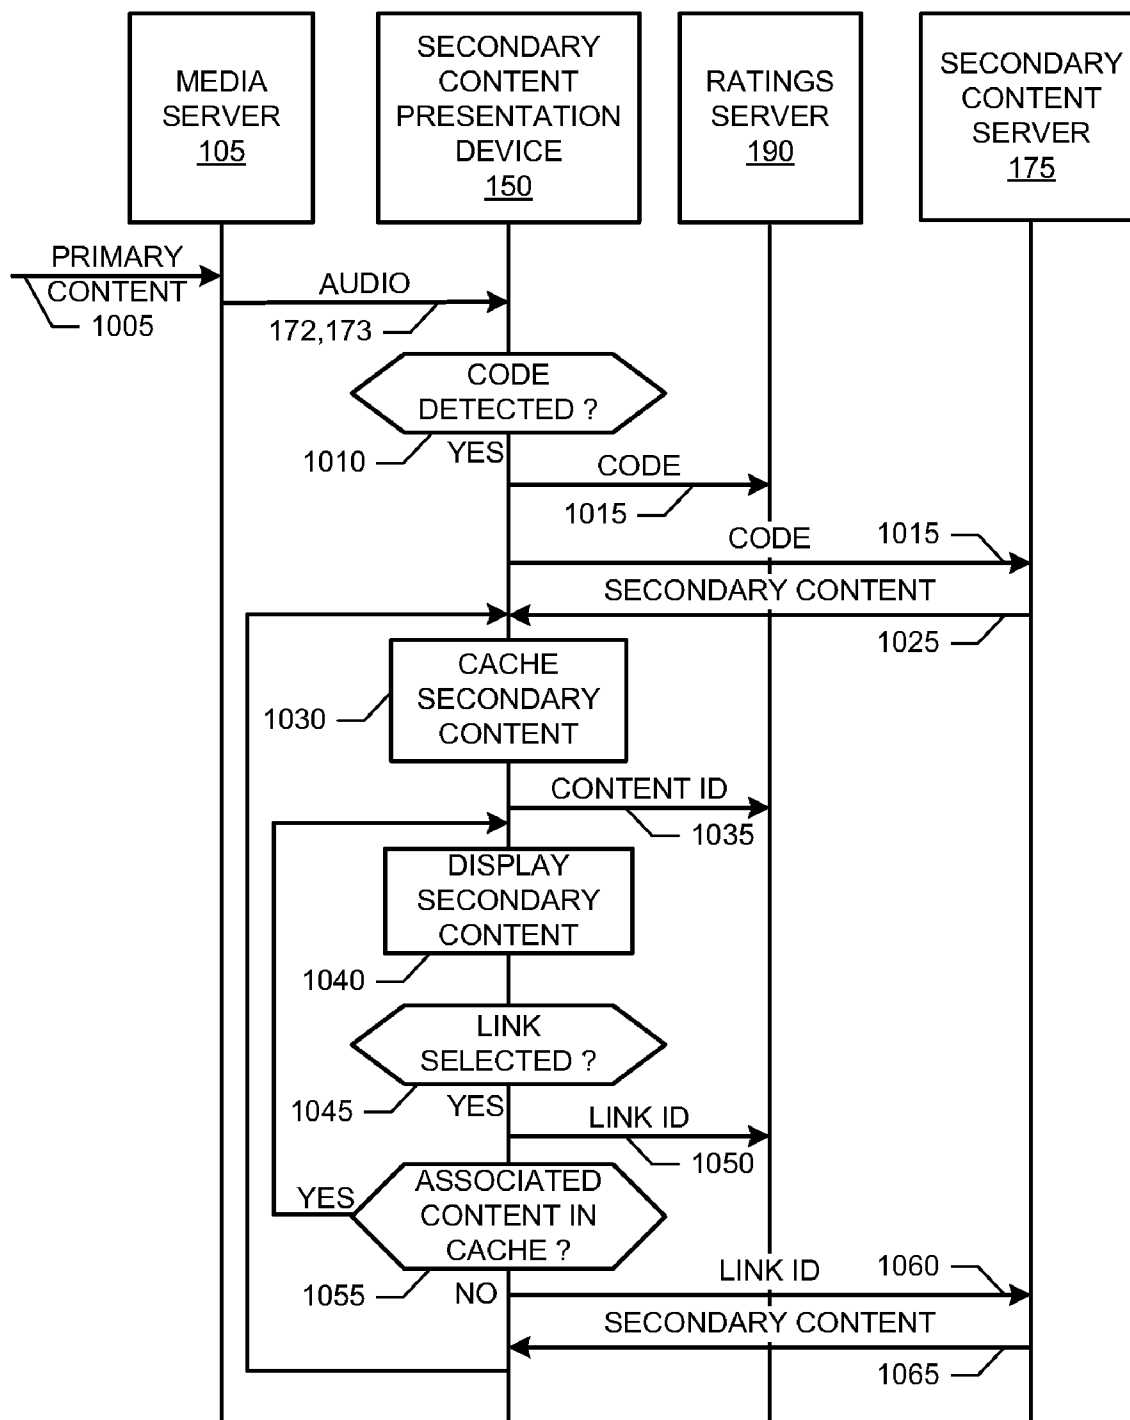 MEDIA
SERVER
105
SECONDARY
CONTENT
PRESENTATION
DEVICE
150
RATINGS
SERVER
190
SECONDARY
CONTENT
SERVER
175
PRIMARY
CONTENT
1005
AUDIO
172,173
CODE
DETECTED ?
1010
YES
CODE
1015
CODE
1015
SECONDARY CONTENT
1025
CACHE
SECONDARY
CONTENT
1030
CONTENT ID
1035
DISPLAY
SECONDARY
CONTENT
1040
LINK
SELECTED ?
1045
YES
LINK ID
1050
ASSOCIATED
CONTENT IN
CACHE ?
YES
1055
NO
LINK ID
1060
SECONDARY CONTENT
1065